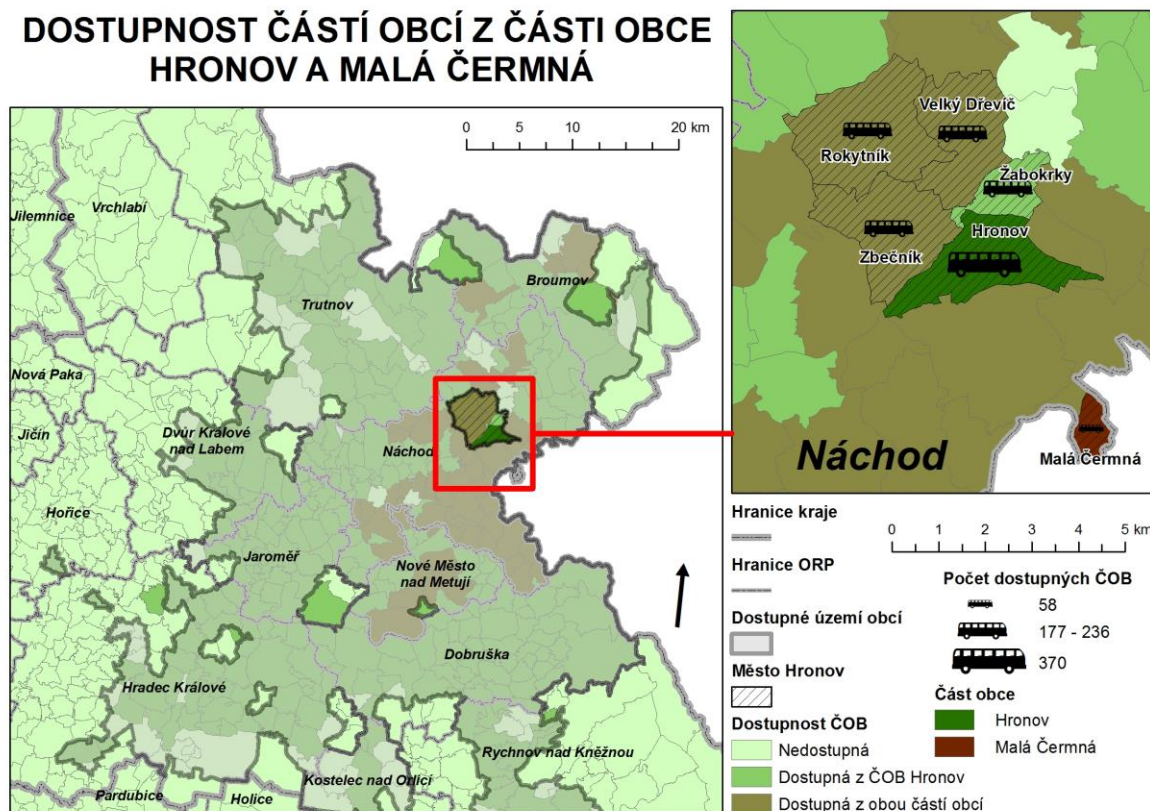 DOSTUPNOST ČÁSTÍ OBCÍ Z ČÁSTI OBCE
HRONOV A MALÁ ČERMNÁ
0 5 10 20 km
Jilemnice
Vrchlabí
Trutnov
Broumov
Nová Paka
Jičín
Dvůr Králové
nad Labem
Náchod
Hořice
Jaroměř
Nové Město
nad Metují
Dobruška
Hradec Králové
Rychnov nad Kněžnou
Kostelec nad Orlicí
Pardubice
Holice
Velký Dřevíč
Rokytník
Žabokrky
Hronov
Zbečník
Náchod
Malá Čermná
Hranice kraje
Hranice ORP
Dostupné území obcí
Město Hronov
Dostupnost ČOB
Nedostupná
Dostupná z ČOB Hronov
Dostupná z obou částí obcí
0 1 2 3 4 5 km
Počet dostupných ČOB
58
177 - 236
370
Část obce
Hronov
Malá Čermná